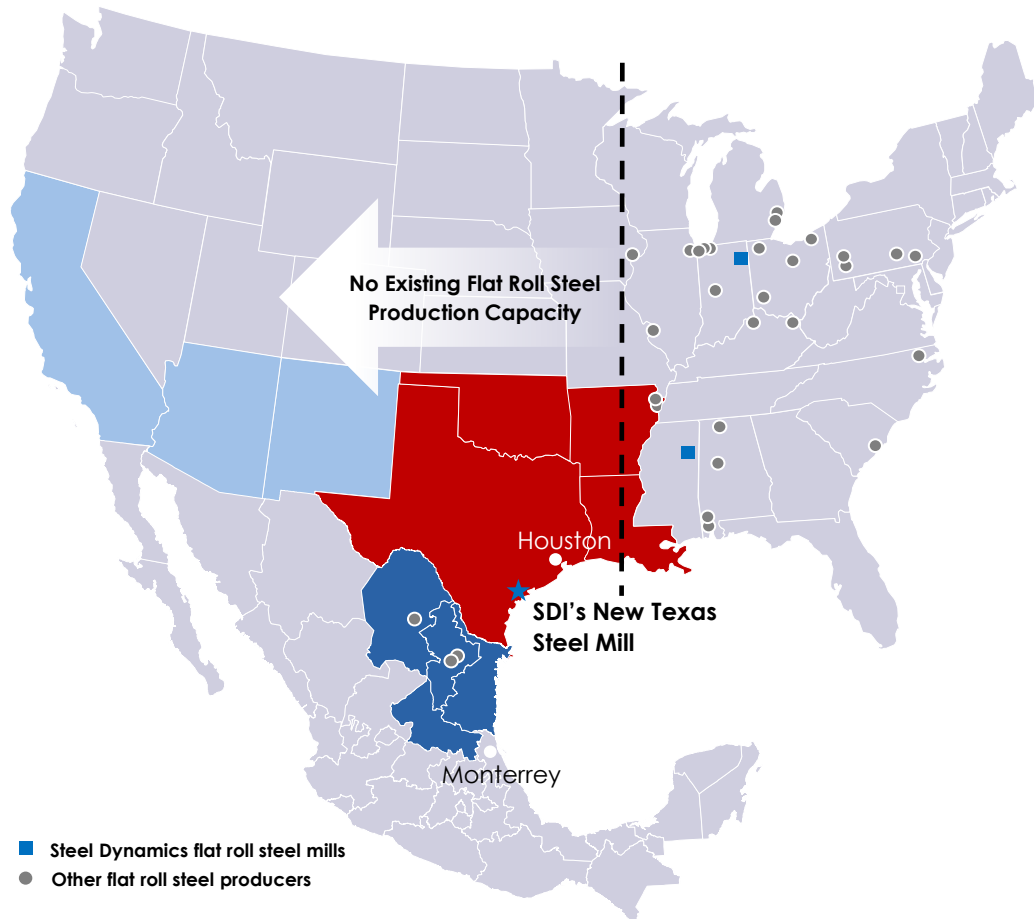 No Existing Flat Roll Steel
Production Capacity
Houston
SDI's New Texas
Steel Mill
Monterrey
Steel Dynamics flat roll steel mills
Other flat roll steel producers